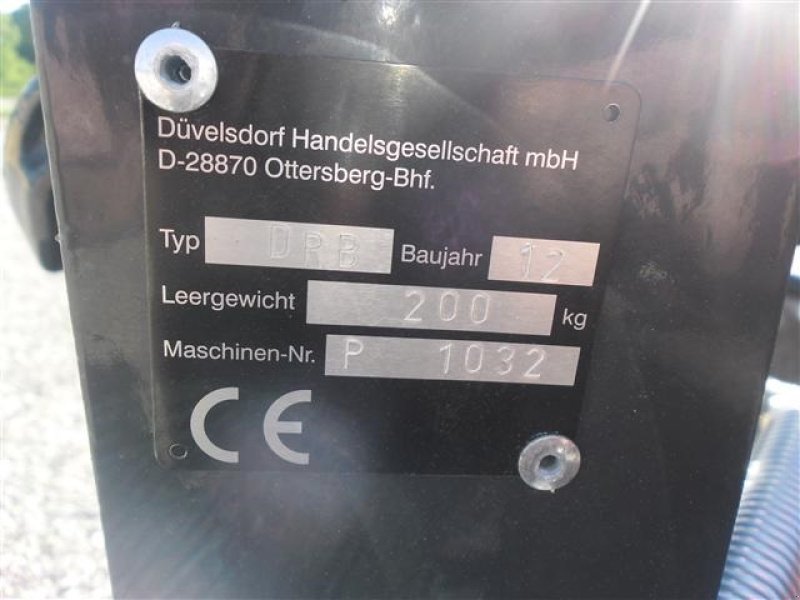 Düvelsdorf Handelsgesellschaft mbH
D-28870 Ottersberg-Bhf.
Typ DRB Baujahr 12
Leergewicht 200 kg
Maschinen-Nr. P 1032
CE